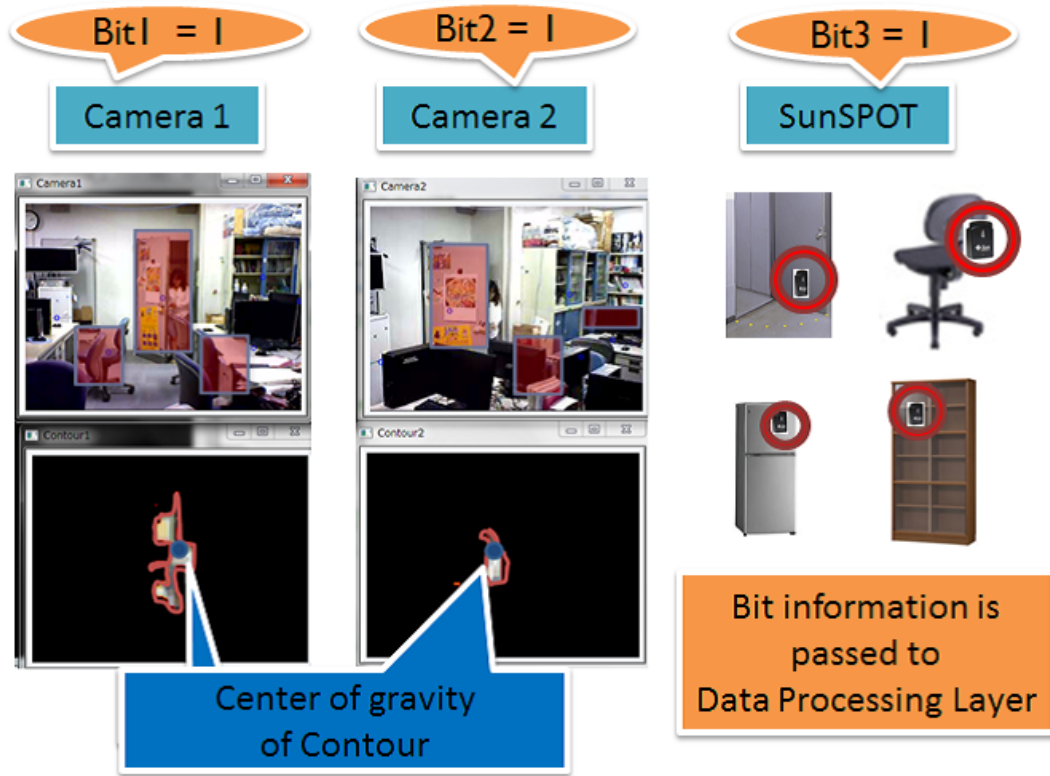 Bit1 = 1
Bit2 = 1
Bit3 = 1
Camera 1
Camera 2
SunSPOT
Camera1
Camera2
Contour1
Contour2
Center of gravity
of Contour
Bit information is
passed to
Data Processing Layer